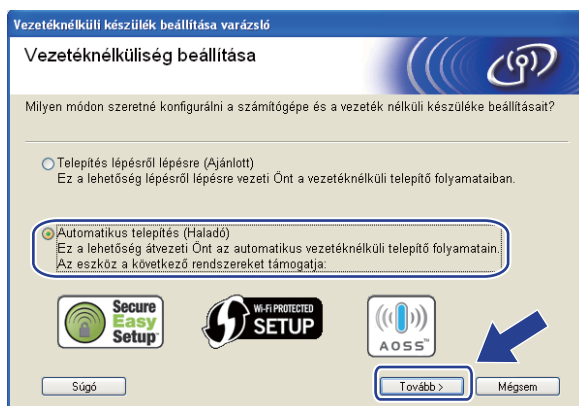 Vezetéknélküli készülék beállítása varázsló
Vezetéknélküliség beállítása
Milyen módon szeretné konfigurálni a számítógépe és a vezeték nélküli készüléke beállításait?
Telepítés lépésről lépésre (Ajánlott)
Ez a lehetőség lépésről lépésre vezeti Önt a vezetéknélküli telepítő folyamataiban.
Automatikus telepítés (Haladó)
Ez a lehetőség átvezeti Önt az automatikus vezetéknélküli telepítő folyamatain.
Az eszköz a következő rendszereket támogatja:
Secure
Easy
Setup™
Wi-Fi PROTECTED
SETUP
AOSS™
Súgó
Tovább >
Mégsem